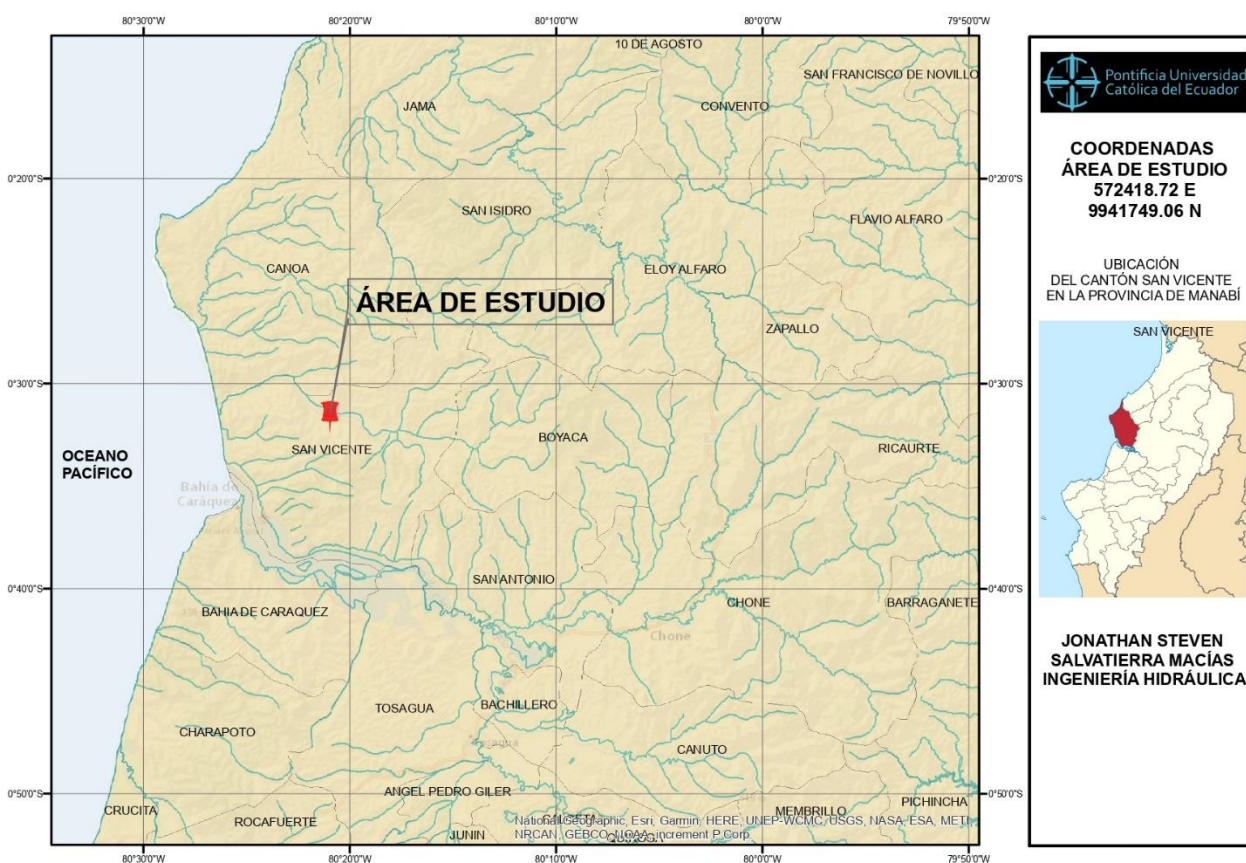 80°30'0"W 80°20'0"W 80°10'0"W 80°0'0"W 79°50'0"W
10 DE AGOSTO
SAN FRANCISCO DE NOVILLO
JAMA
CONVENTO
0°20'0"S 0°20'0"S
SAN ISIDRO
FLAVIO ALFARO
CANOA
ELOY ALFARO
ÁREA DE ESTUDIO
ZAPALLO
0°30'0"S 0°30'0"S
BOYACA
SAN VICENTE
RICAURTE
OCEANO
PACÍFICO
Bahía de
Caráquez
SAN ANTONIO
0°40'0"S 0°40'0"S
CHONE
BARRAGANETE
BAHIA DE CARAQUEZ
Chone
TOSAGUA
BACHILLERO
CHARAPOTO
CANUTO
ANGEL PEDRO GILER
0°50'0"S 0°50'0"S
PICHINCHA
CRUCITA
MEMBRILLO
ROCAFUERTE
JUNIN
National Geographic, Esri, Garmin, HERE, UNEP-WCMC, USGS, NASA, ESA, METI,
NRCAN, GEBCO, NOAA, increment P Corp.
80°30'0"W 80°20'0"W 80°10'0"W 80°0'0"W 79°50'0"W
Pontificia Universidad
Católica del Ecuador
COORDENADAS
ÁREA DE ESTUDIO
572418.72 E
9941749.06 N
UBICACIÓN
DEL CANTÓN SAN VICENTE
EN LA PROVINCIA DE MANABÍ
SAN VICENTE
JONATHAN STEVEN
SALVATIERRA MACÍAS
INGENIERÍA HIDRÁULICA